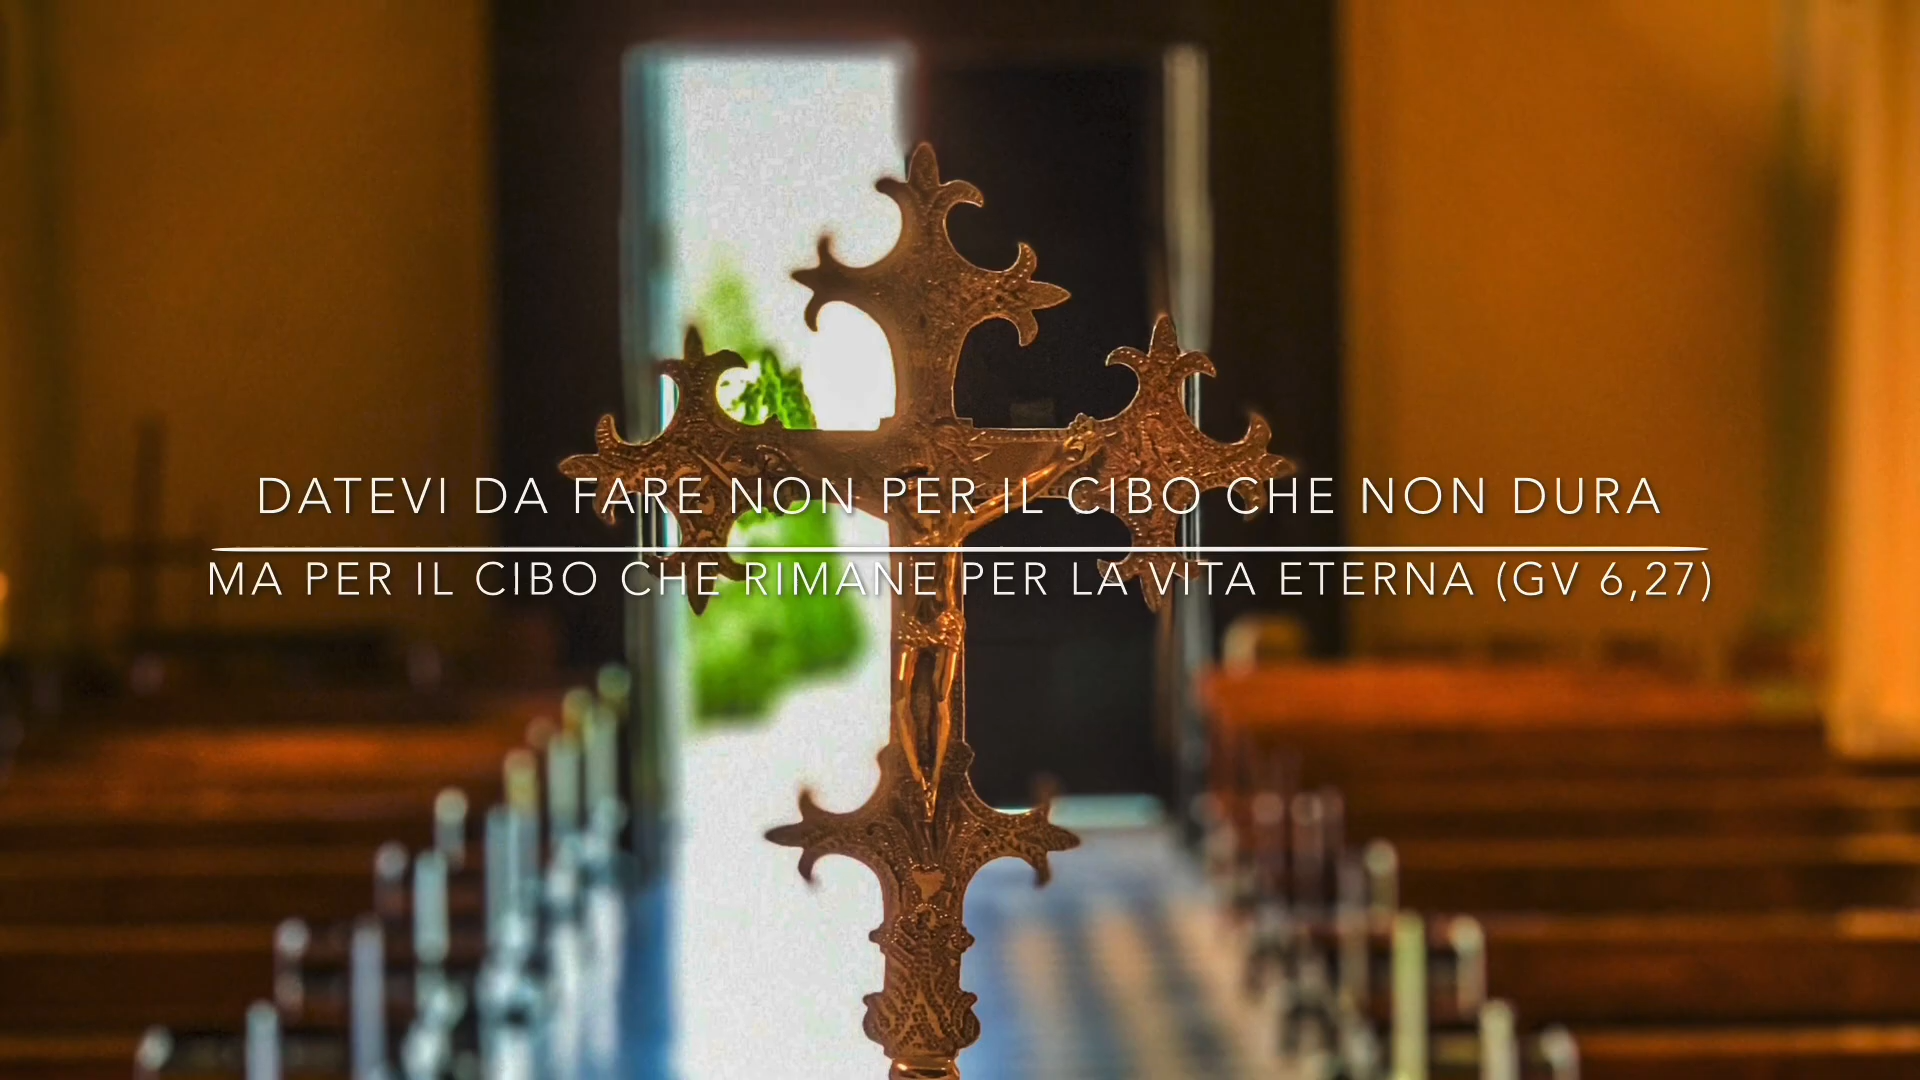 DATEVI DA FARE NON PER IL CIBO CHE NON DURA
MA PER IL CIBO CHE RIMANE PER LA VITA ETERNA (GV 6,27)